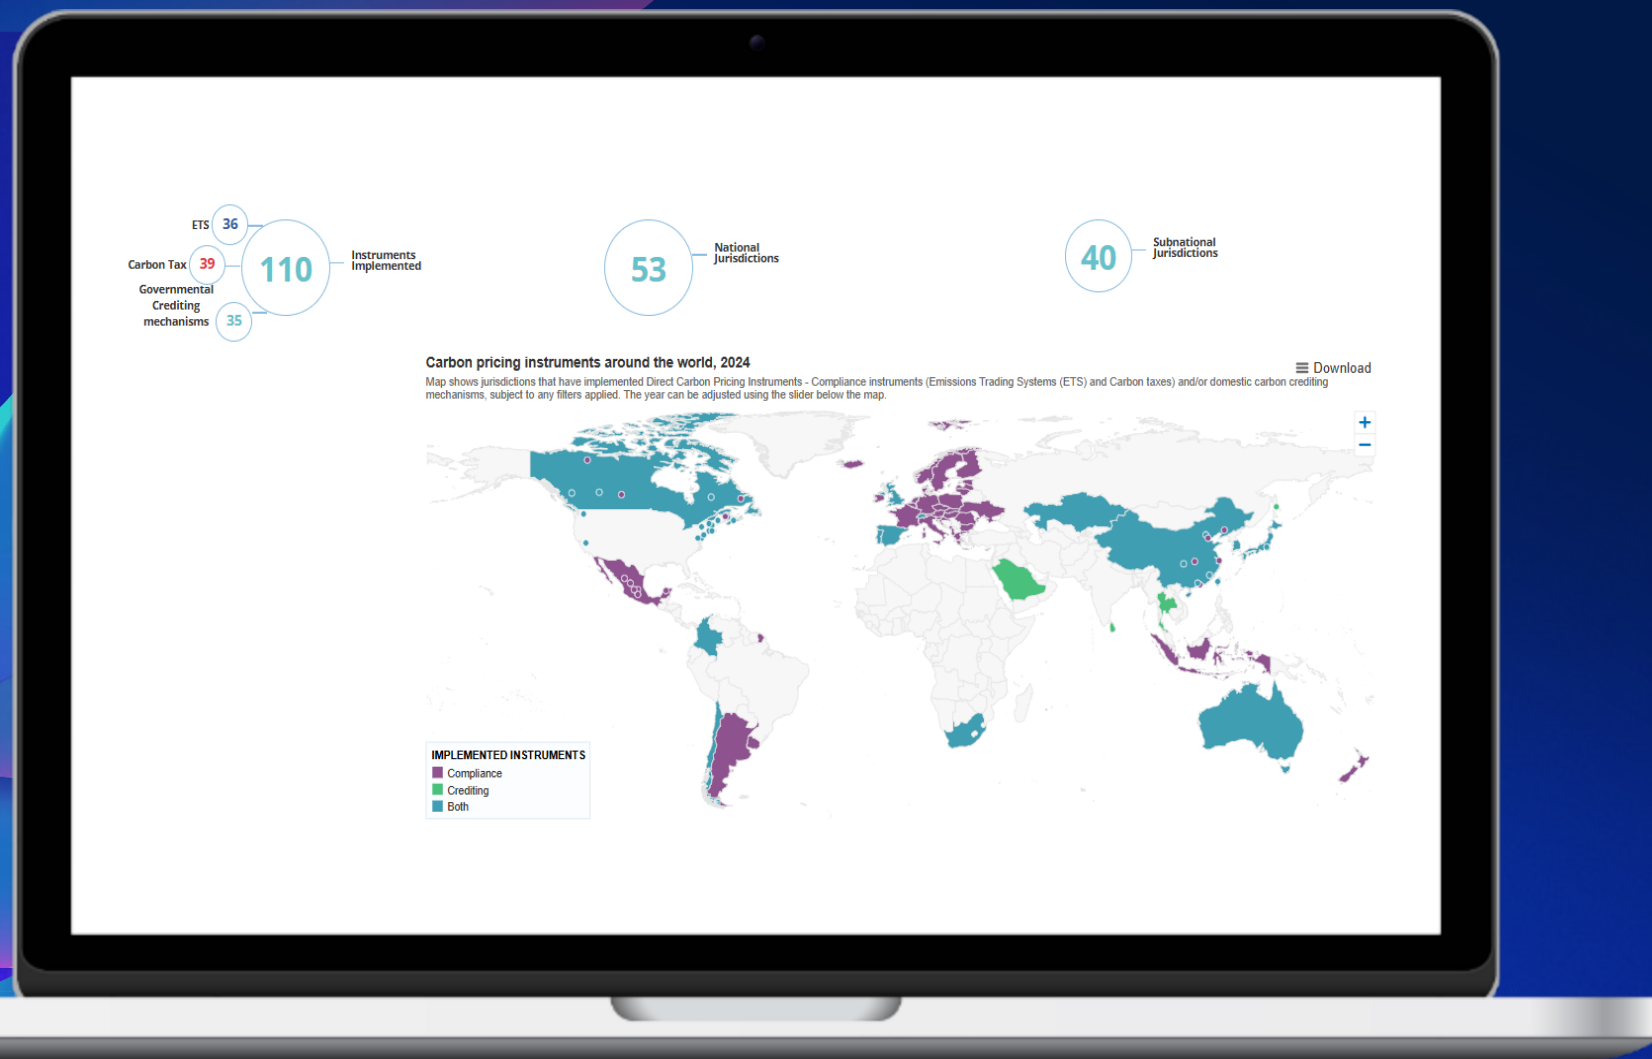 ETS 36
Carbon Tax 39
Governmental
Crediting
mechanisms 35
110
Instruments
Implemented
53
National
Jurisdictions
40
Subnational
Jurisdictions
Carbon pricing instruments around the world, 2024
Download
Map shows jurisdictions that have implemented Direct Carbon Pricing Instruments - Compliance instruments (Emissions Trading Systems (ETS) and Carbon taxes) and/or domestic carbon crediting
mechanisms, subject to any filters applied. The year can be adjusted using the slider below the map.
+
−
IMPLEMENTED INSTRUMENTS
Compliance
Crediting
Both